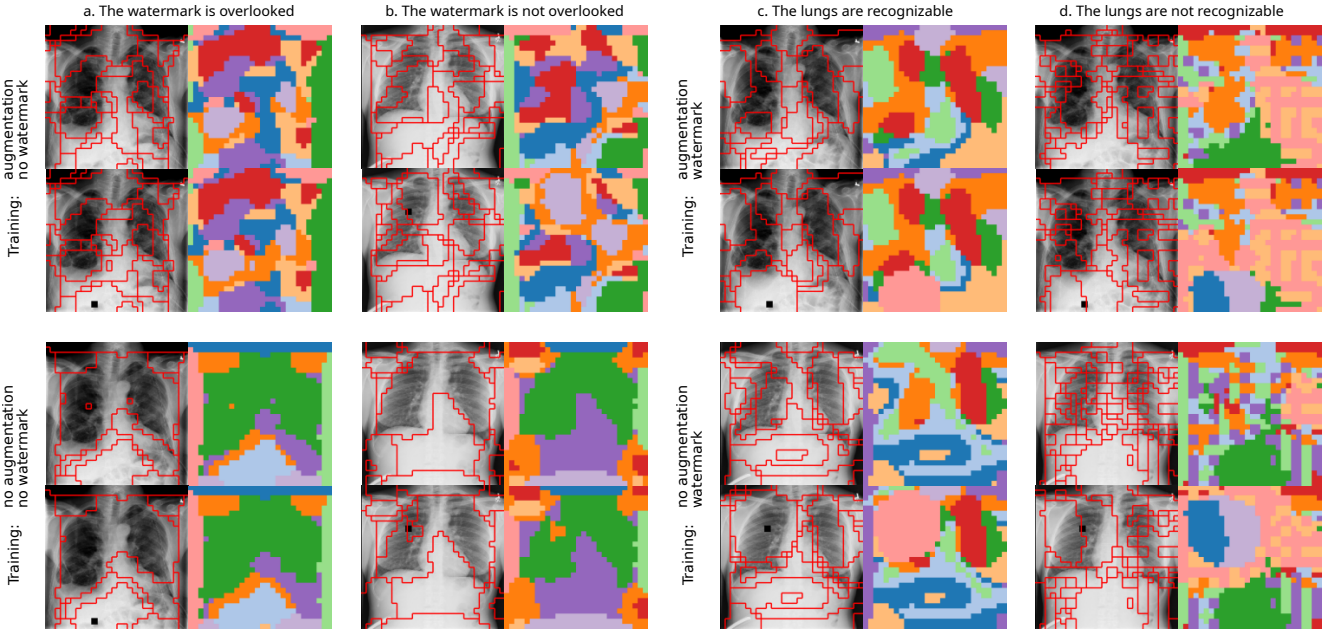 a. The watermark is overlooked
b. The watermark is not overlooked
c. The lungs are recognizable
d. The lungs are not recognizable
Training:
augmentation
no watermark
Training:
augmentation
watermark
Training:
no augmentation
no watermark
Training:
no augmentation
watermark